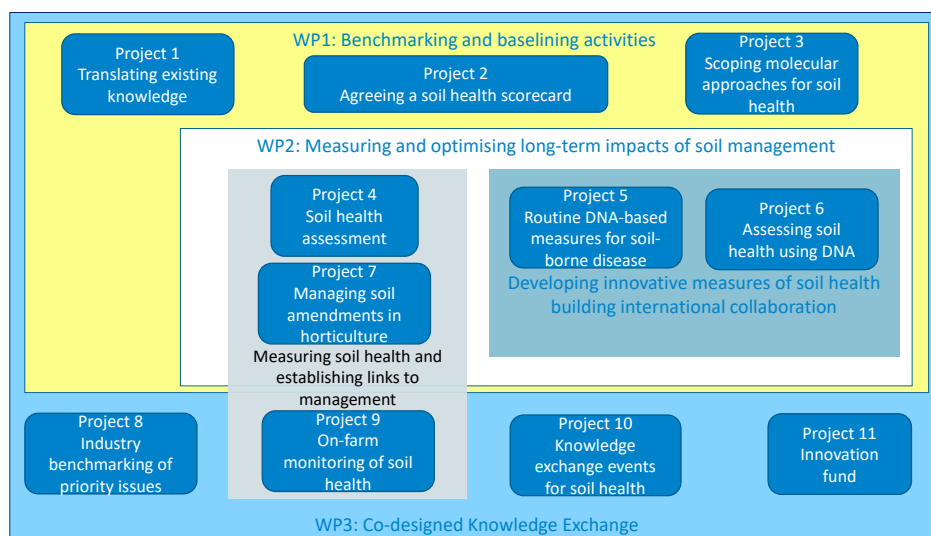 WP1: Benchmarking and baselining activities
Project 1
Translating existing
knowledge
Project 2
Agreeing a soil health scorecard
Project 3
Scoping molecular
approaches for soil
health
WP2: Measuring and optimising long-term impacts of soil management
Project 4
Soil health
assessment
Project 5
Routine DNA-based
measures for soil-
borne disease
Project 6
Assessing soil
health using DNA
Project 7
Managing soil
amendments in
horticulture
Developing innovative measures of soil health
building international collaboration
Measuring soil health and
establishing links to
management
Project 8
Industry
benchmarking of
priority issues
Project 9
On-farm
monitoring of soil
health
Project 10
Knowledge
exchange events
for soil health
Project 11
Innovation
fund
WP3: Co-designed Knowledge Exchange